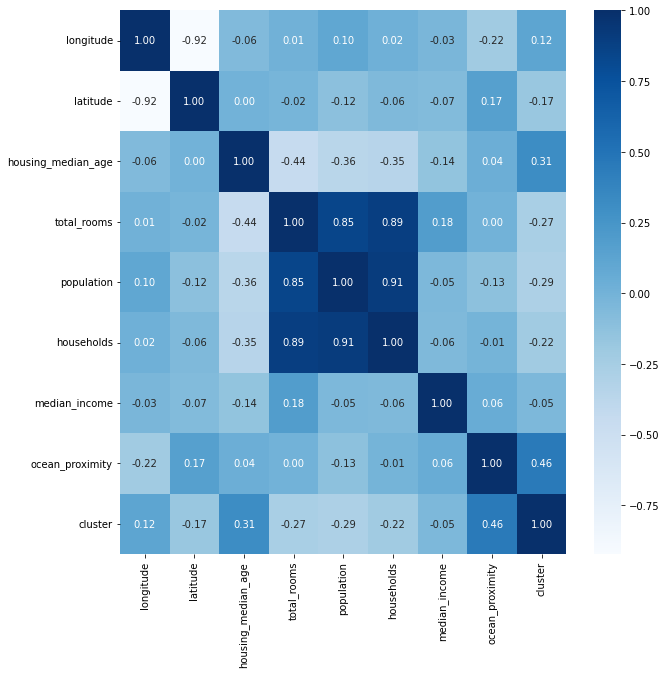 longitude 1.00 -0.92 -0.06 0.01 0.10 0.02 -0.03 -0.22 0.12
latitude -0.92 1.00 0.00 -0.02 -0.12 -0.06 -0.07 0.17 -0.17
housing_median_age -0.06 0.00 1.00 -0.44 -0.36 -0.35 -0.14 0.04 0.31
total_rooms 0.01 -0.02 -0.44 1.00 0.85 0.89 0.18 0.00 -0.27
population 0.10 -0.12 -0.36 0.85 1.00 0.91 -0.05 -0.13 -0.29
households 0.02 -0.06 -0.35 0.89 0.91 1.00 -0.06 -0.01 -0.22
median_income -0.03 -0.07 -0.14 0.18 -0.05 -0.06 1.00 0.06 -0.05
ocean_proximity -0.22 0.17 0.04 0.00 -0.13 -0.01 0.06 1.00 0.46
cluster 0.12 -0.17 0.31 -0.27 -0.29 -0.22 -0.05 0.46 1.00
longitude
latitude
housing_median_age
total_rooms
population
households
median_income
ocean_proximity
cluster
1.00
0.75
0.50
0.25
0.00
-0.25
-0.50
-0.75